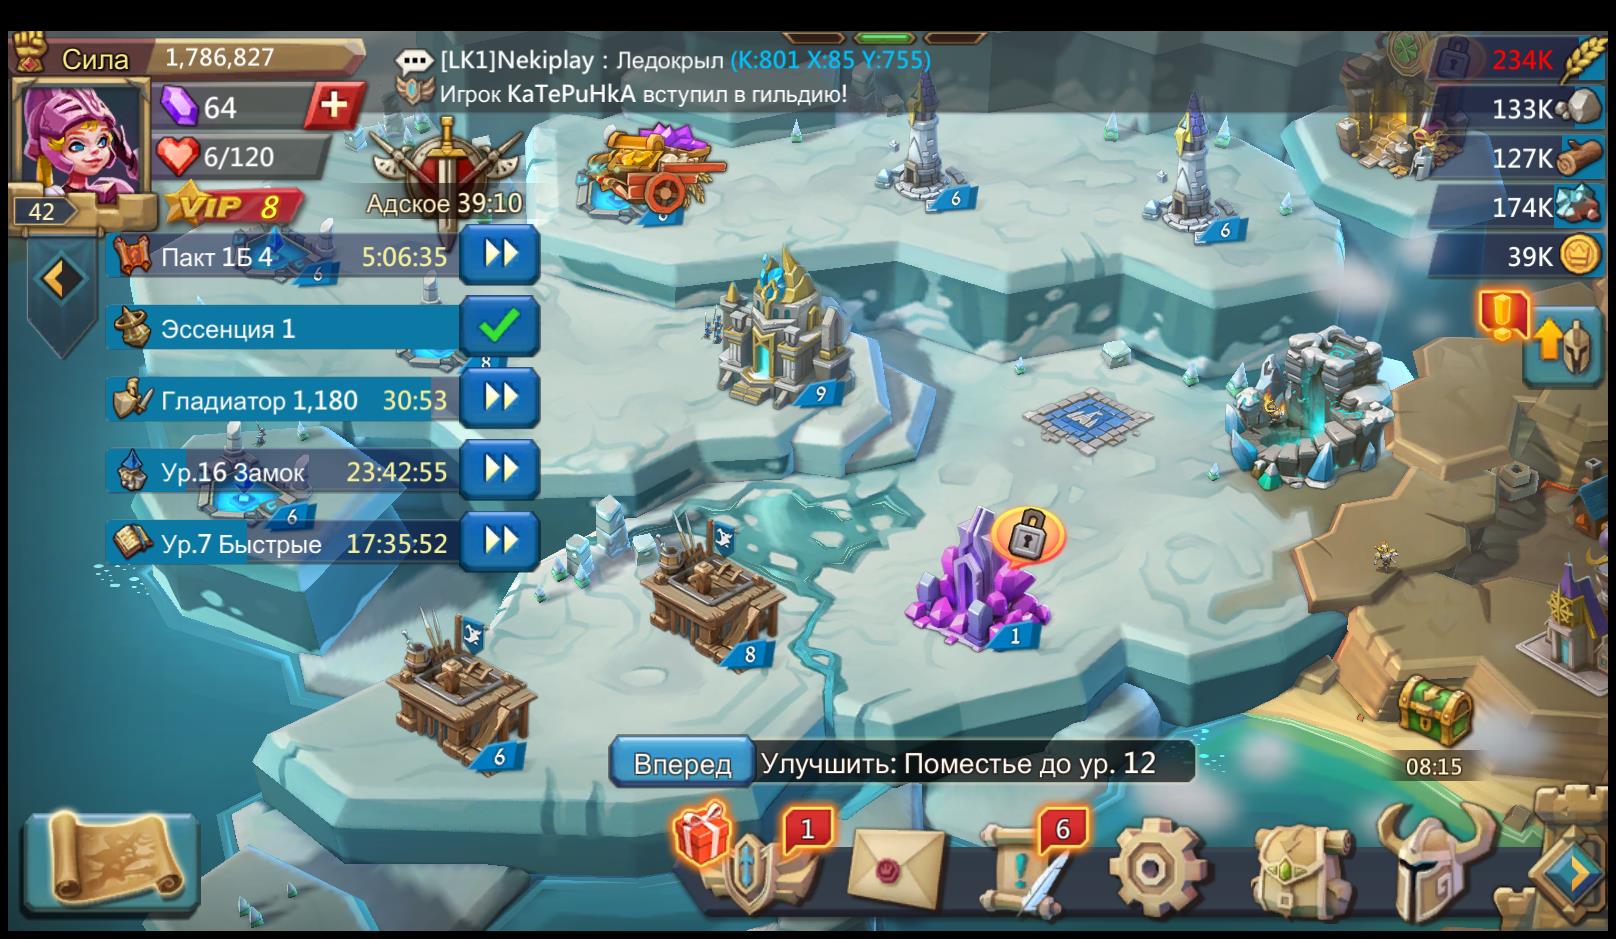 Сила 1,786,827
[LK1]Nekiplay : Ледокрыл (K:801 X:85 Y:755)
Игрок KaTePuHkA вступил в гильдию!
234K
64
133K
6/120
127K
42
VIP 8
Адское 39:10
174K
39K
Пакт 1Б 4 5:06:35
Эссенция 1
Гладиатор 1,180 30:53
Ур.16 Замок 23:42:55
Ур.7 Быстрые 17:35:52
6
6
6
6
8
9
6
8
1
6
Вперед Улучшить: Поместье до ур. 12
08:15
1
6